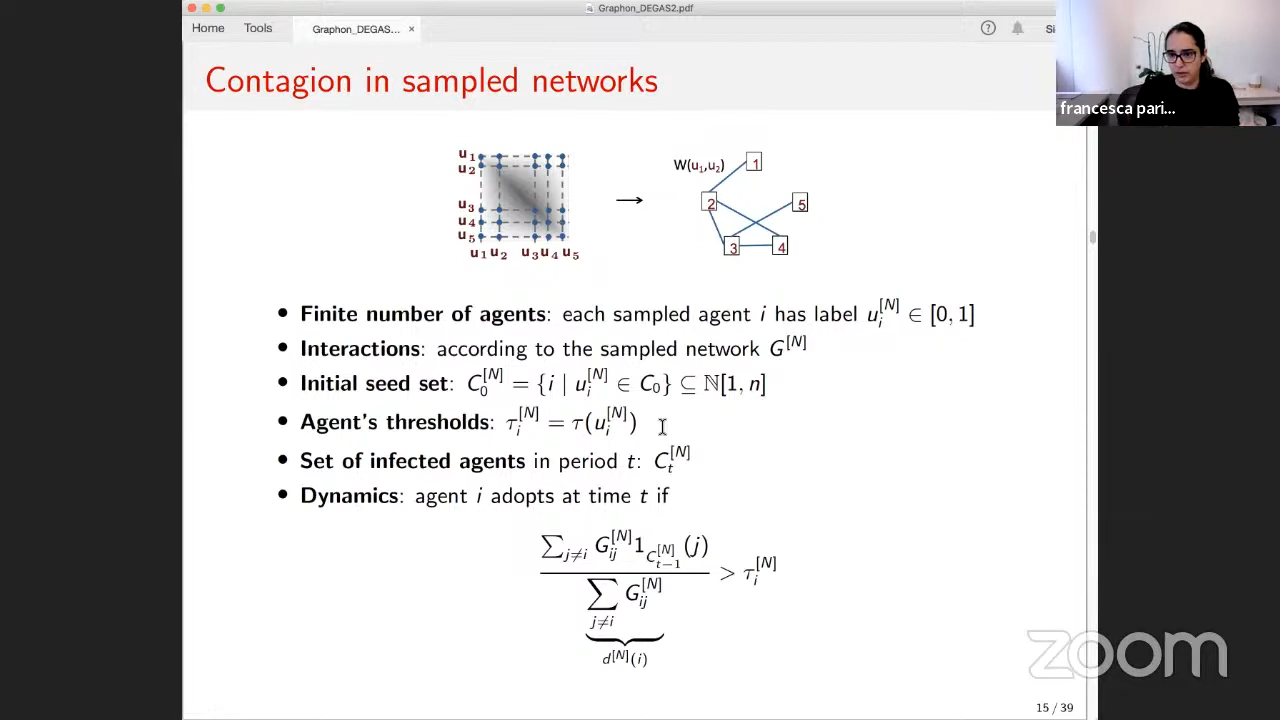 Graphon_DEGAS2.pdf
Home Tools Graphon_DEGAS... × Si
francesca pari...
Contagion in sampled networks
u₁
u₂
u₃
u₄
u₅
u₁ u₂ u₃ u₄ u₅
→
W(u₁,u₂)
1
2
5
3
4
• Finite number of agents: each sampled agent i has label u_i^{[N]} ∈ [0, 1]
• Interactions: according to the sampled network G^{[N]}
• Initial seed set: C_0^{[N]} = {i | u_i^{[N]} ∈ C₀} ⊆ ℕ[1, n]
• Agent's thresholds: τ_i^{[N]} = τ(u_i^{[N]})
• Set of infected agents in period t: C_t^{[N]}
• Dynamics: agent i adopts at time t if
∑_{j≠i} G_{ij}^{[N]} 1_{C_{t−1}^{[N]}}(j)
∑_{j≠i} G_{ij}^{[N]}
> τ_i^{[N]}
d^{[N]}(i)
zoom
15 / 39